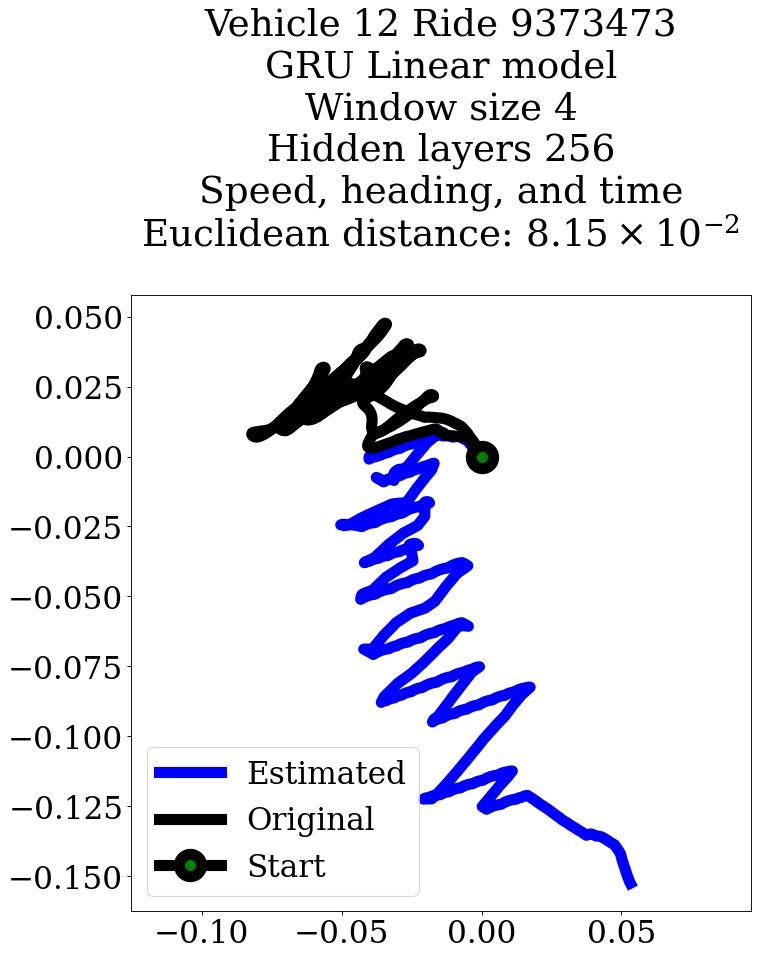 Vehicle 12 Ride 9373473
GRU Linear model
Window size 4
Hidden layers 256
Speed, heading, and time
Euclidean distance: 8.15 × 10⁻²
0.050
0.025
0.000
−0.025
−0.050
−0.075
−0.100
−0.125
−0.150
Estimated
Original
Start
−0.10 −0.05 0.00 0.05